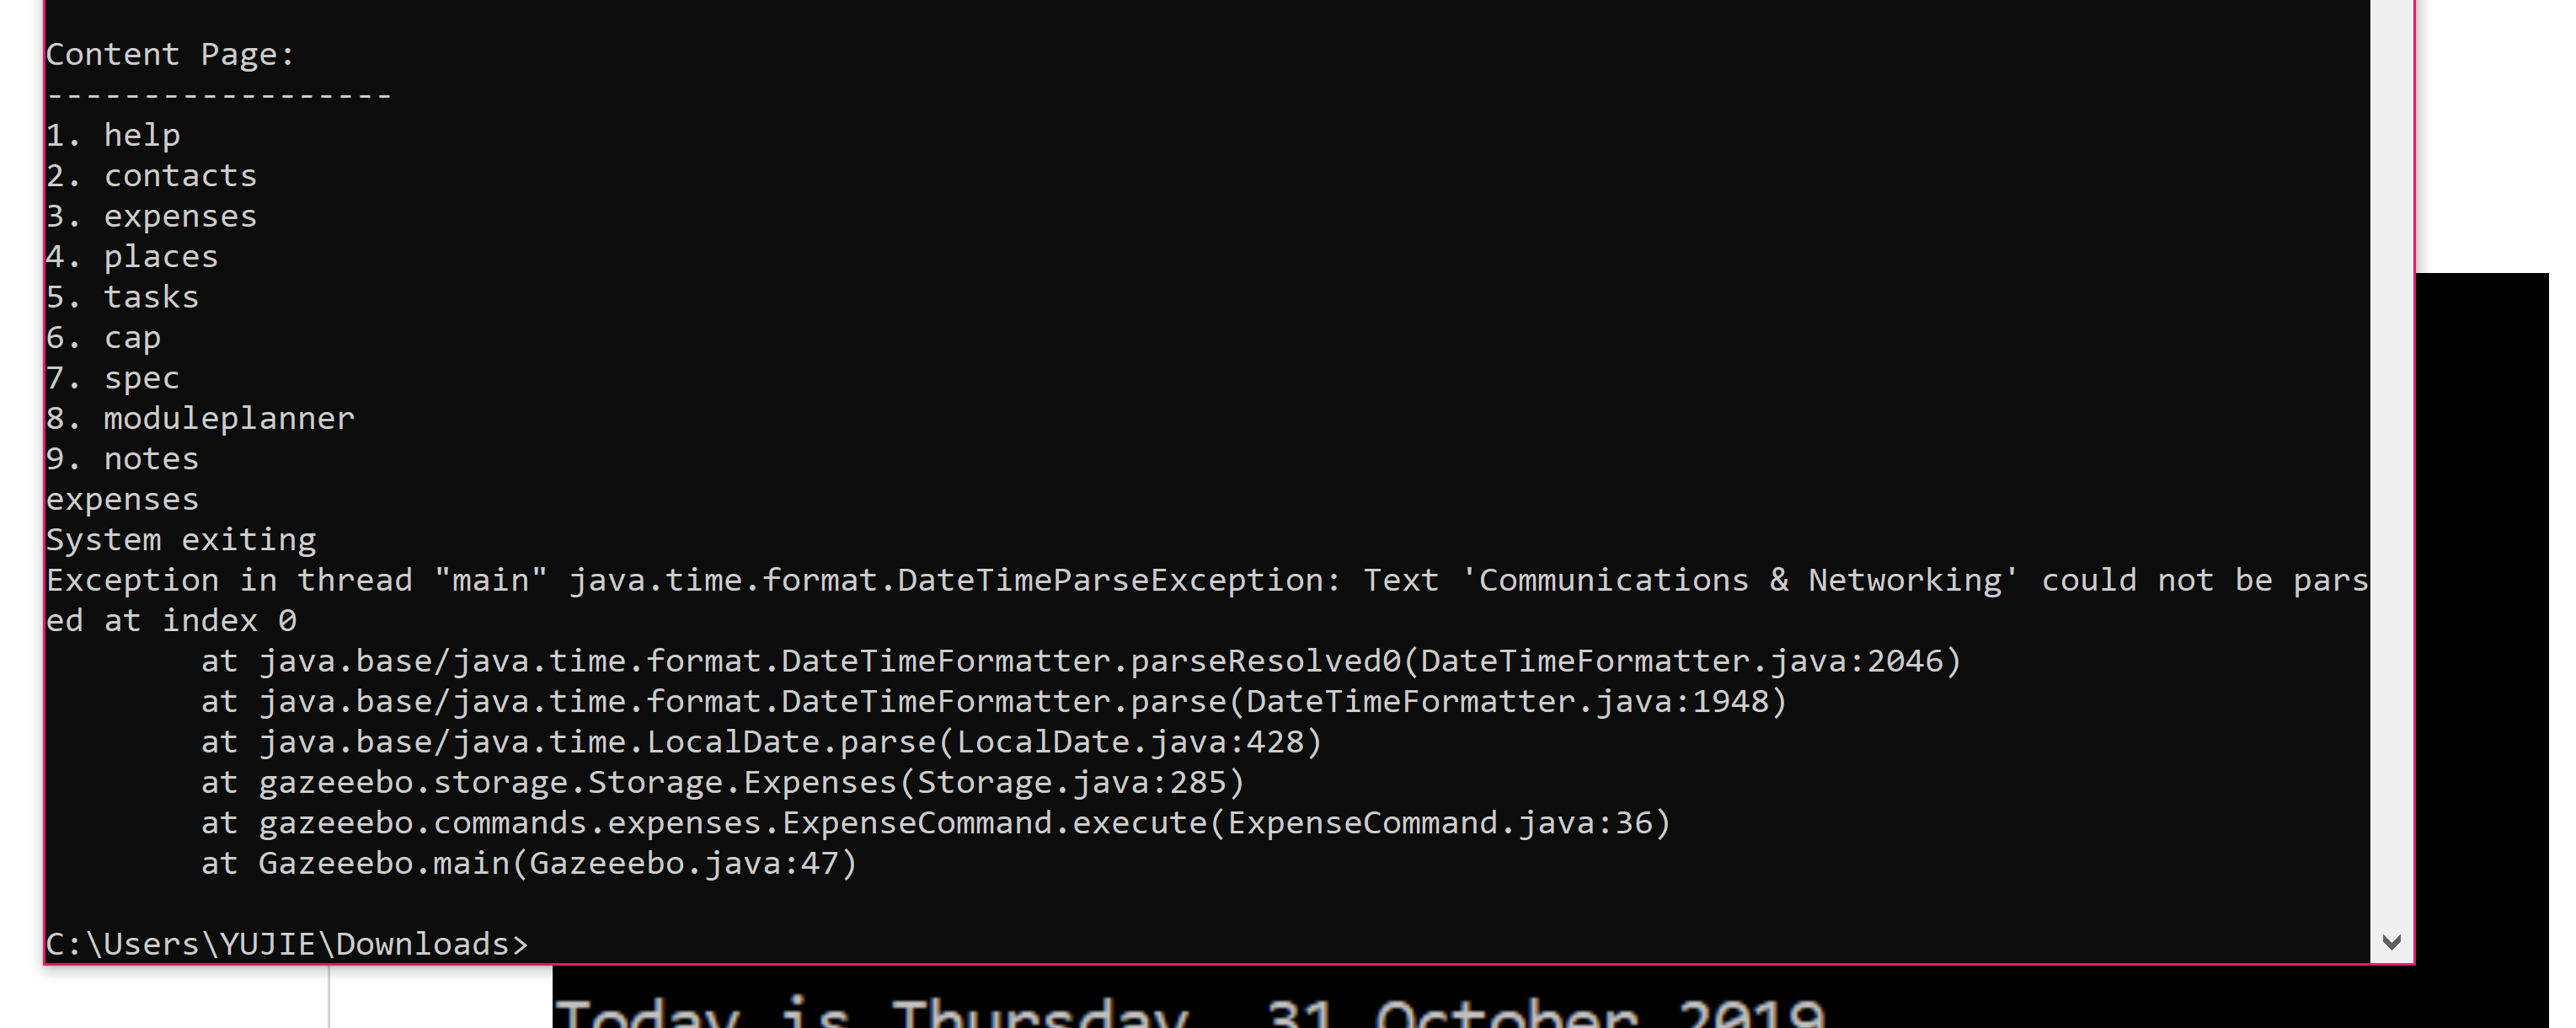 Content Page:
------------------
1. help
2. contacts
3. expenses
4. places
5. tasks
6. cap
7. spec
8. moduleplanner
9. notes
expenses
System exiting
Exception in thread "main" java.time.format.DateTimeParseException: Text 'Communications & Networking' could not be pars
ed at index 0
        at java.base/java.time.format.DateTimeFormatter.parseResolved0(DateTimeFormatter.java:2046)
        at java.base/java.time.format.DateTimeFormatter.parse(DateTimeFormatter.java:1948)
        at java.base/java.time.LocalDate.parse(LocalDate.java:428)
        at gazeeebo.storage.Storage.Expenses(Storage.java:285)
        at gazeeebo.commands.expenses.ExpenseCommand.execute(ExpenseCommand.java:36)
        at Gazeeebo.main(Gazeeebo.java:47)
C:\Users\YUJIE\Downloads>
Today is Thursday, 31 October 2019